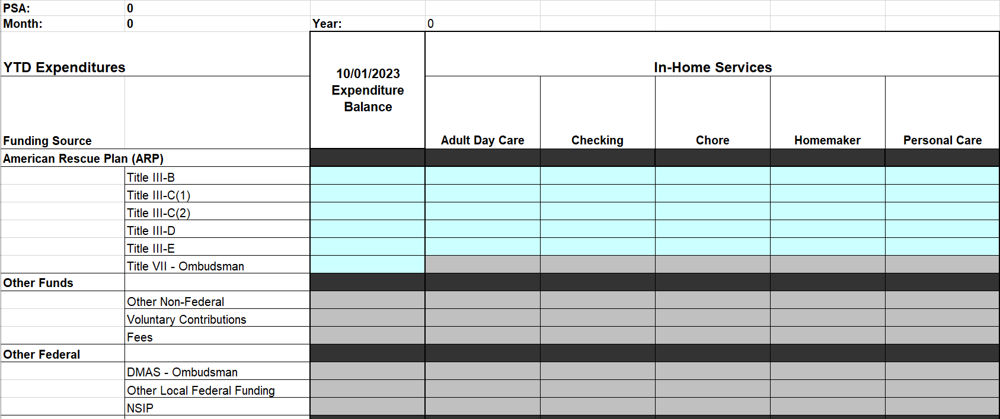 PSA: 0
Month: 0 Year: 0
YTD Expenditures
10/01/2023
Expenditure
Balance
In-Home Services
Funding Source
Adult Day Care Checking Chore Homemaker Personal Care
American Rescue Plan (ARP)
Title III-B
Title III-C(1)
Title III-C(2)
Title III-D
Title III-E
Title VII - Ombudsman
Other Funds
Other Non-Federal
Voluntary Contributions
Fees
Other Federal
DMAS - Ombudsman
Other Local Federal Funding
NSIP